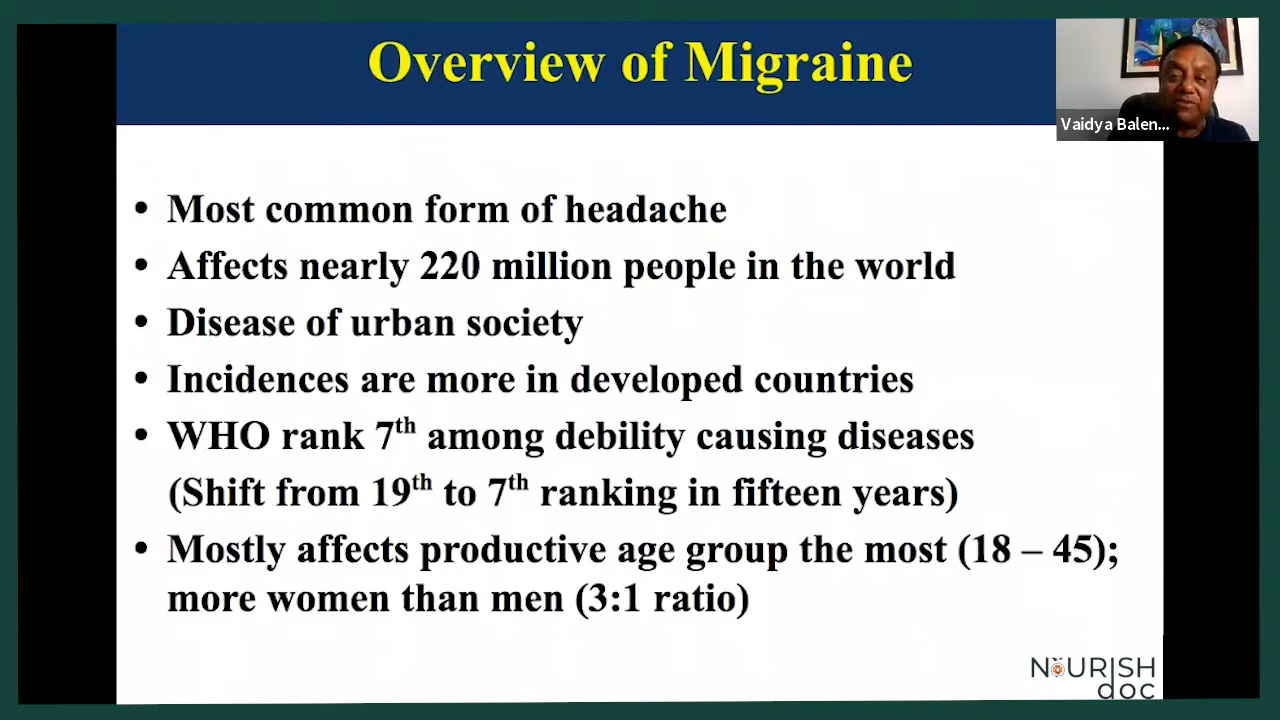 Overview of Migraine
Vaidya Balen...
• Most common form of headache
• Affects nearly 220 million people in the world
• Disease of urban society
• Incidences are more in developed countries
• WHO rank 7th among debility causing diseases
(Shift from 19th to 7th ranking in fifteen years)
• Mostly affects productive age group the most (18 – 45);
more women than men (3:1 ratio)
NOURISH
doc